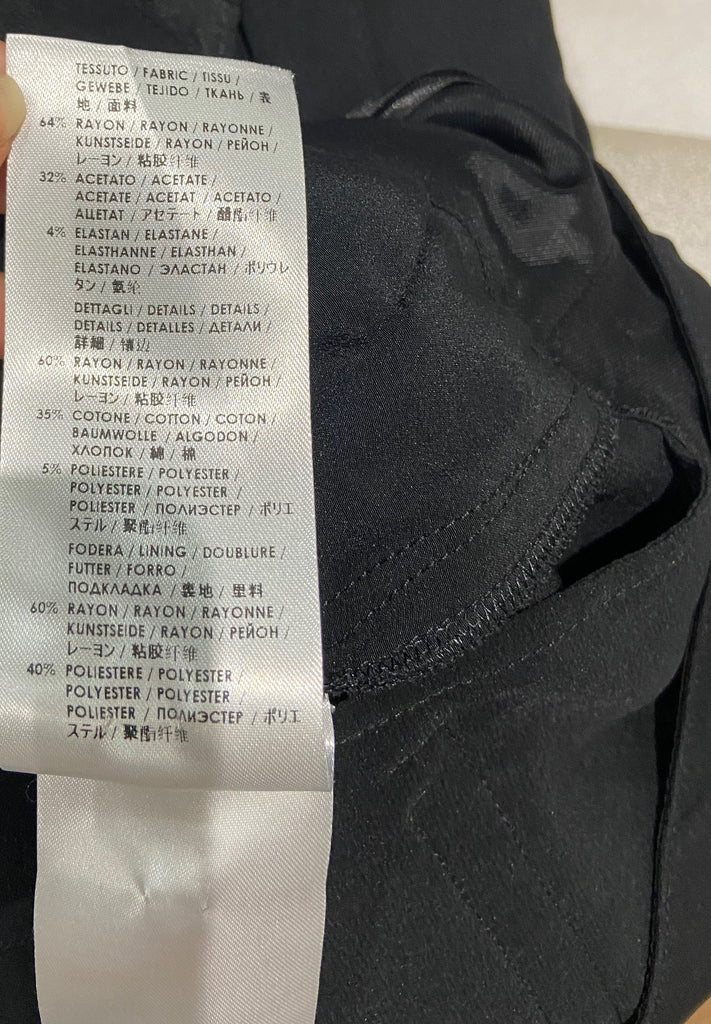 TESSUTO / FABRIC / TISSU /
GEWEBE / TEJIDO / ТКАНЬ / 表
地 / 面料
64% RAYON / RAYON / RAYONNE /
KUNSTSEIDE / RAYON / РЕЙОН /
レーヨン / 粘胶纤维
32% ACETATO / ACETATE /
ACETATE / ACETAT / ACETATO /
АЦЕТАТ / アセテート / 醋酯纤维
4% ELASTAN / ELASTANE /
ELASTHANNE / ELASTHAN /
ELASTANO / ЭЛАСТАН / ポリウレ
タン / 氨纶
DETTAGLI / DETAILS / DETAILS /
DETAILS / DETALLES / ДЕТАЛИ /
詳細 / 镶边
60% RAYON / RAYON / RAYONNE /
KUNSTSEIDE / RAYON / РЕЙОН /
レーヨン / 粘胶纤维
35% COTONE / COTTON / COTON /
BAUMWOLLE / ALGODON /
ХЛОПОК / 綿 / 棉
5% POLIESTERE / POLYESTER /
POLYESTER / POLYESTER /
POLIESTER / ПОЛИЭСТЕР / ポリエ
ステル / 聚酯纤维
FODERA / LINING / DOUBLURE /
FUTTER / FORRO /
ПОДКЛАДКА / 裏地 / 里料
60% RAYON / RAYON / RAYONNE /
KUNSTSEIDE / RAYON / РЕЙОН /
レーヨン / 粘胶纤维
40% POLIESTERE / POLYESTER /
POLYESTER / POLYESTER /
POLIESTER / ПОЛИЭСТЕР / ポリエ
ステル / 聚酯纤维